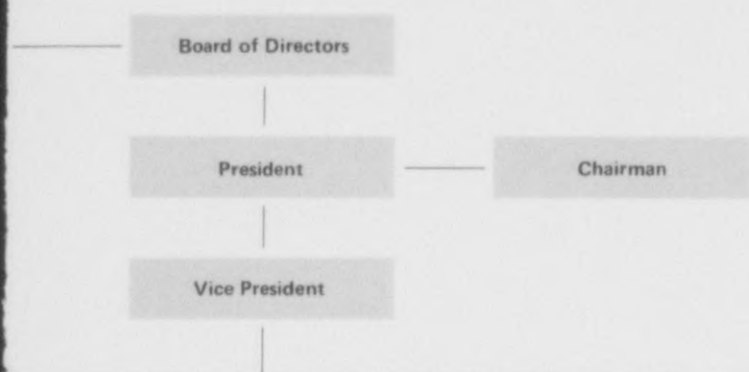 Board of Directors
President
Chairman
Vice President